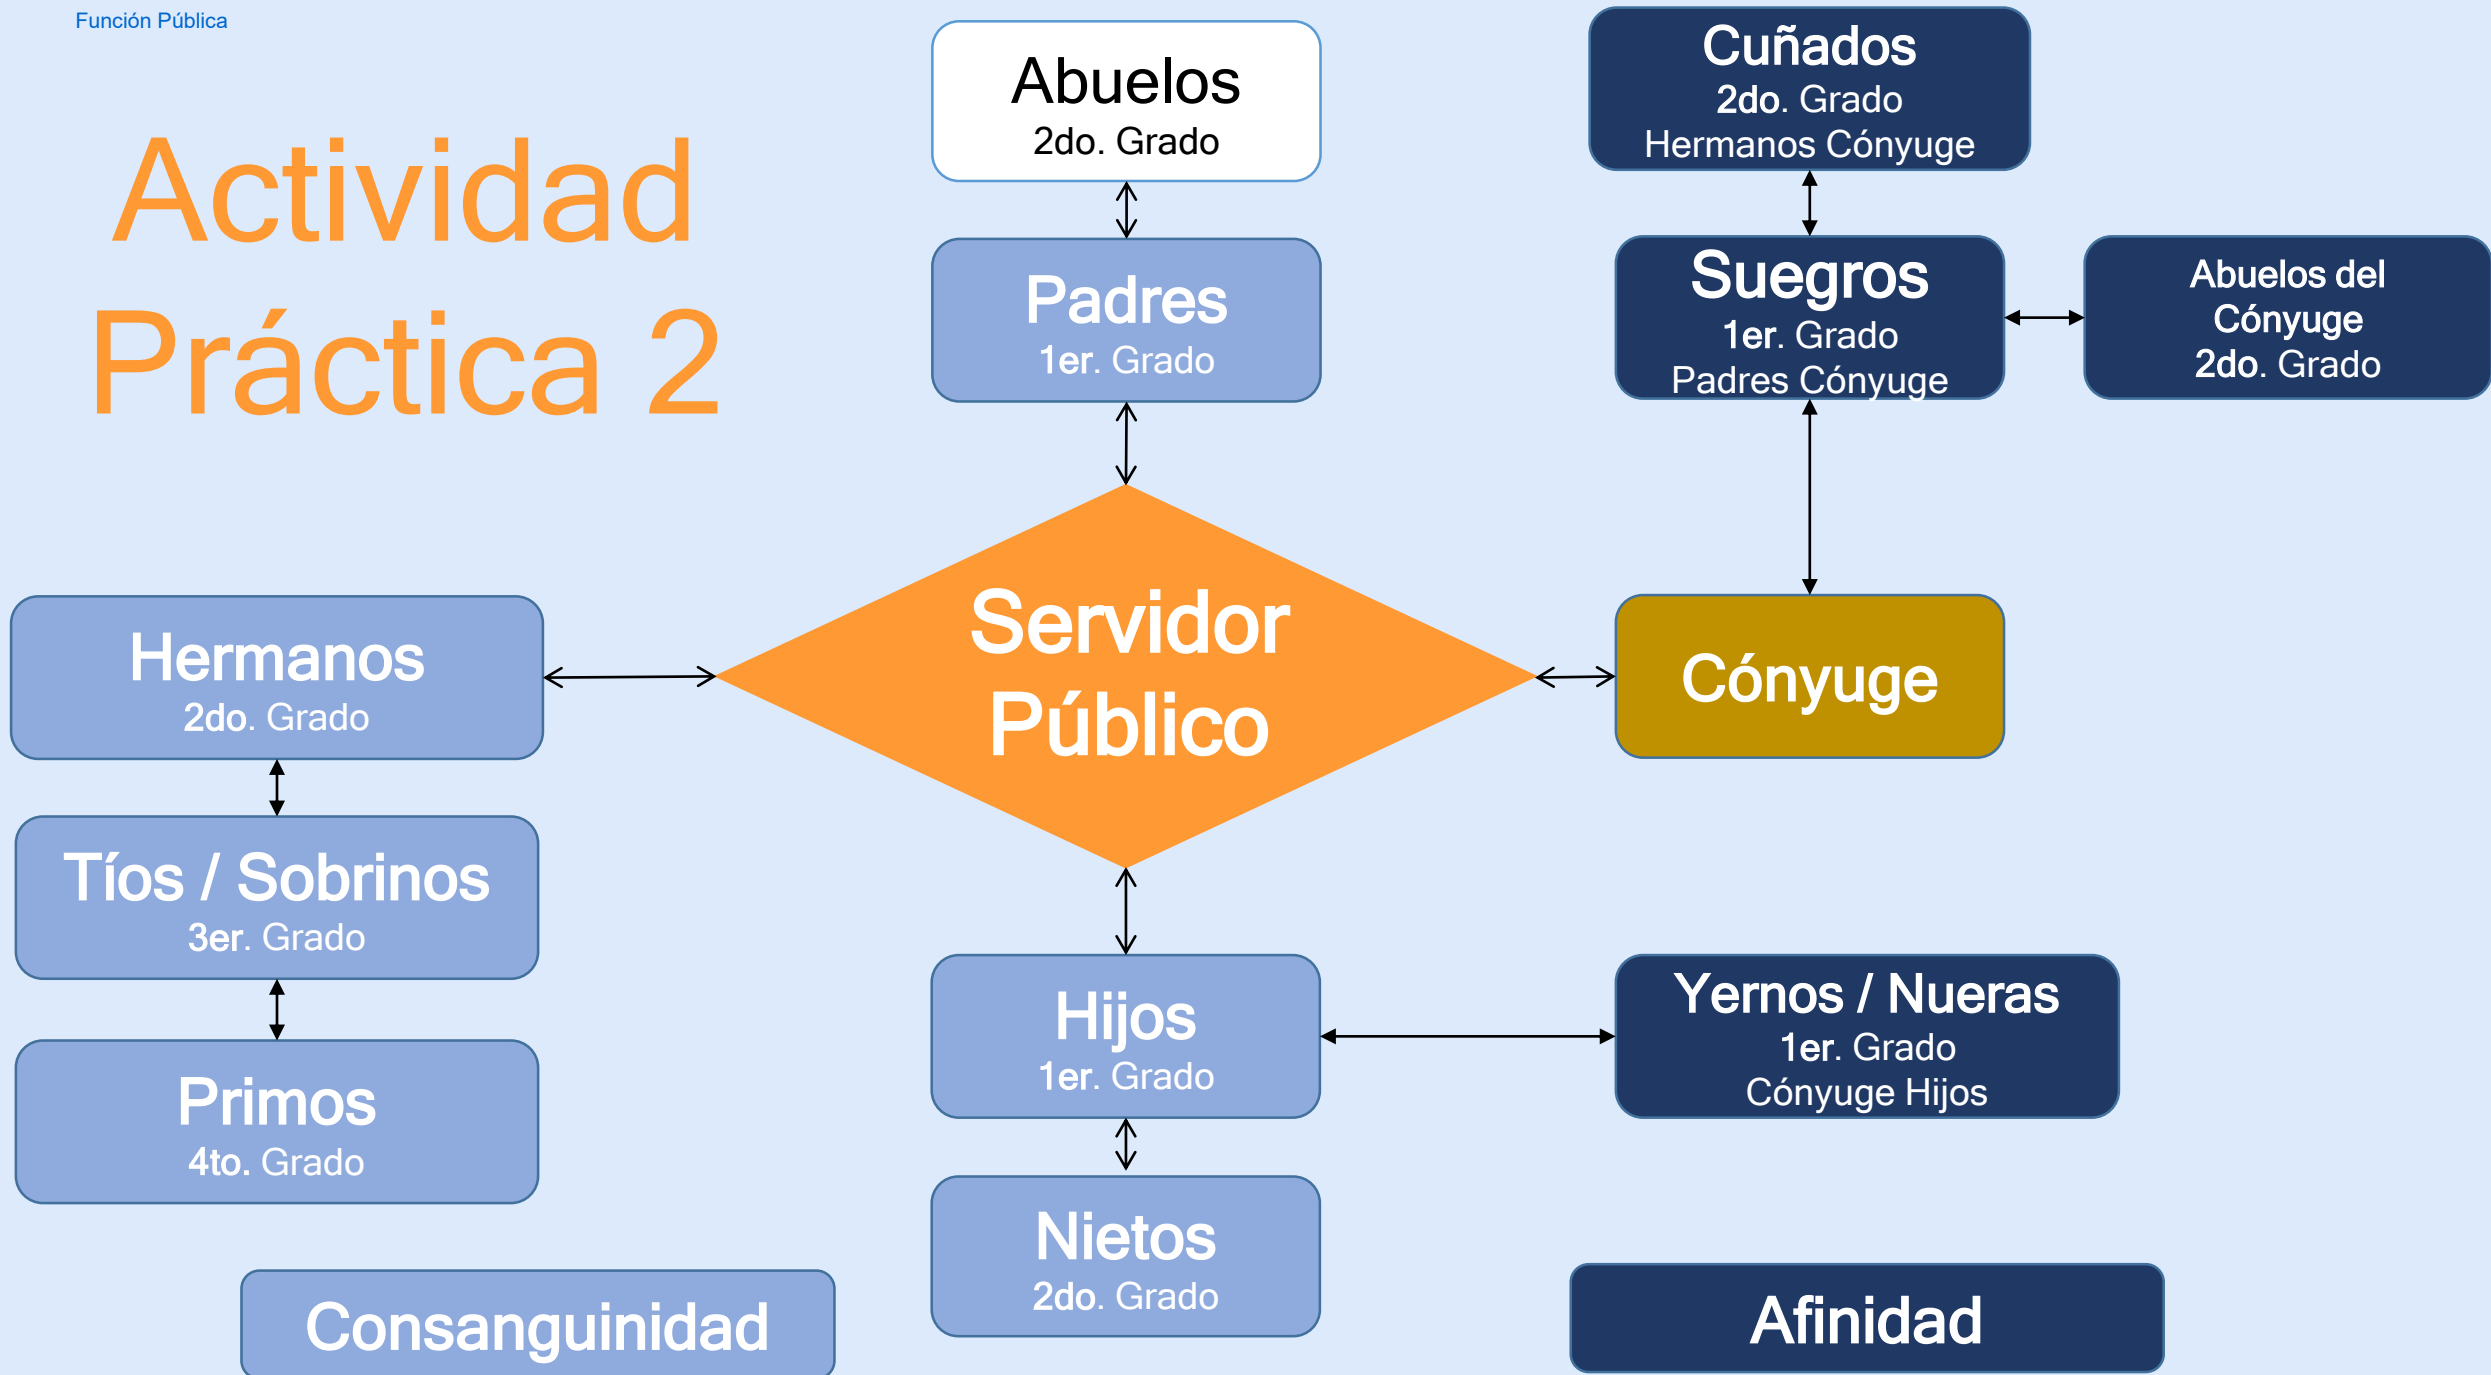 Función Pública
Actividad
Práctica 2
Abuelos
2do. Grado
Padres
1er. Grado
Cuñados
2do. Grado
Hermanos Cónyuge
Suegros
1er. Grado
Padres Cónyuge
Abuelos del
Cónyuge
2do. Grado
Servidor
Público
Cónyuge
Hermanos
2do. Grado
Tíos / Sobrinos
3er. Grado
Primos
4to. Grado
Hijos
1er. Grado
Yernos / Nueras
1er. Grado
Cónyuge Hijos
Nietos
2do. Grado
Consanguinidad
Afinidad